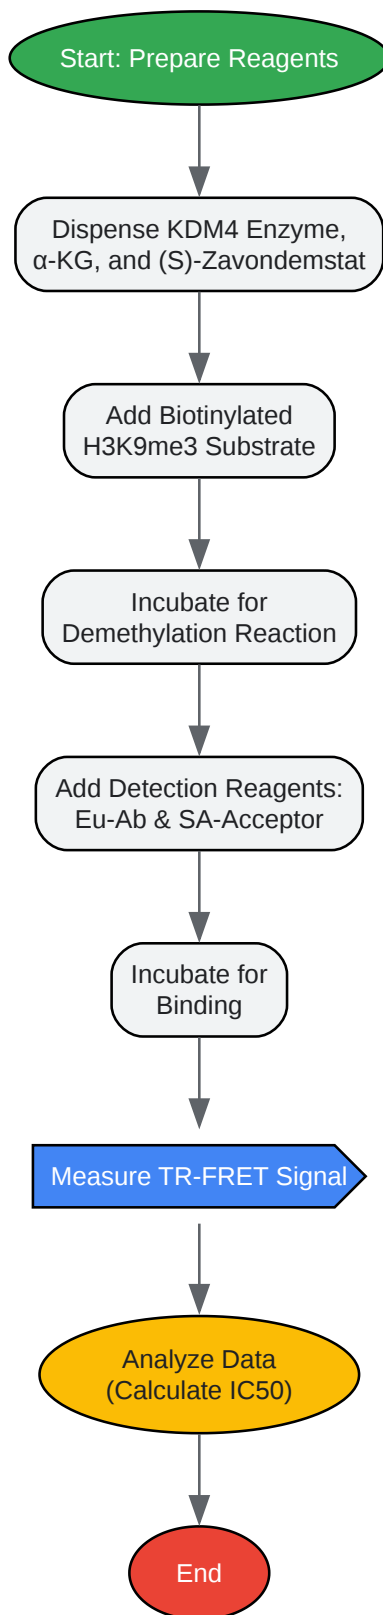 Start: Prepare Reagents
Dispense KDM4 Enzyme,
α-KG, and (S)-Zavondemstat
Add Biotinylated
H3K9me3 Substrate
Incubate for
Demethylation Reaction
Add Detection Reagents:
Eu-Ab & SA-Acceptor
Incubate for
Binding
Measure TR-FRET Signal
Analyze Data
(Calculate IC50)
End